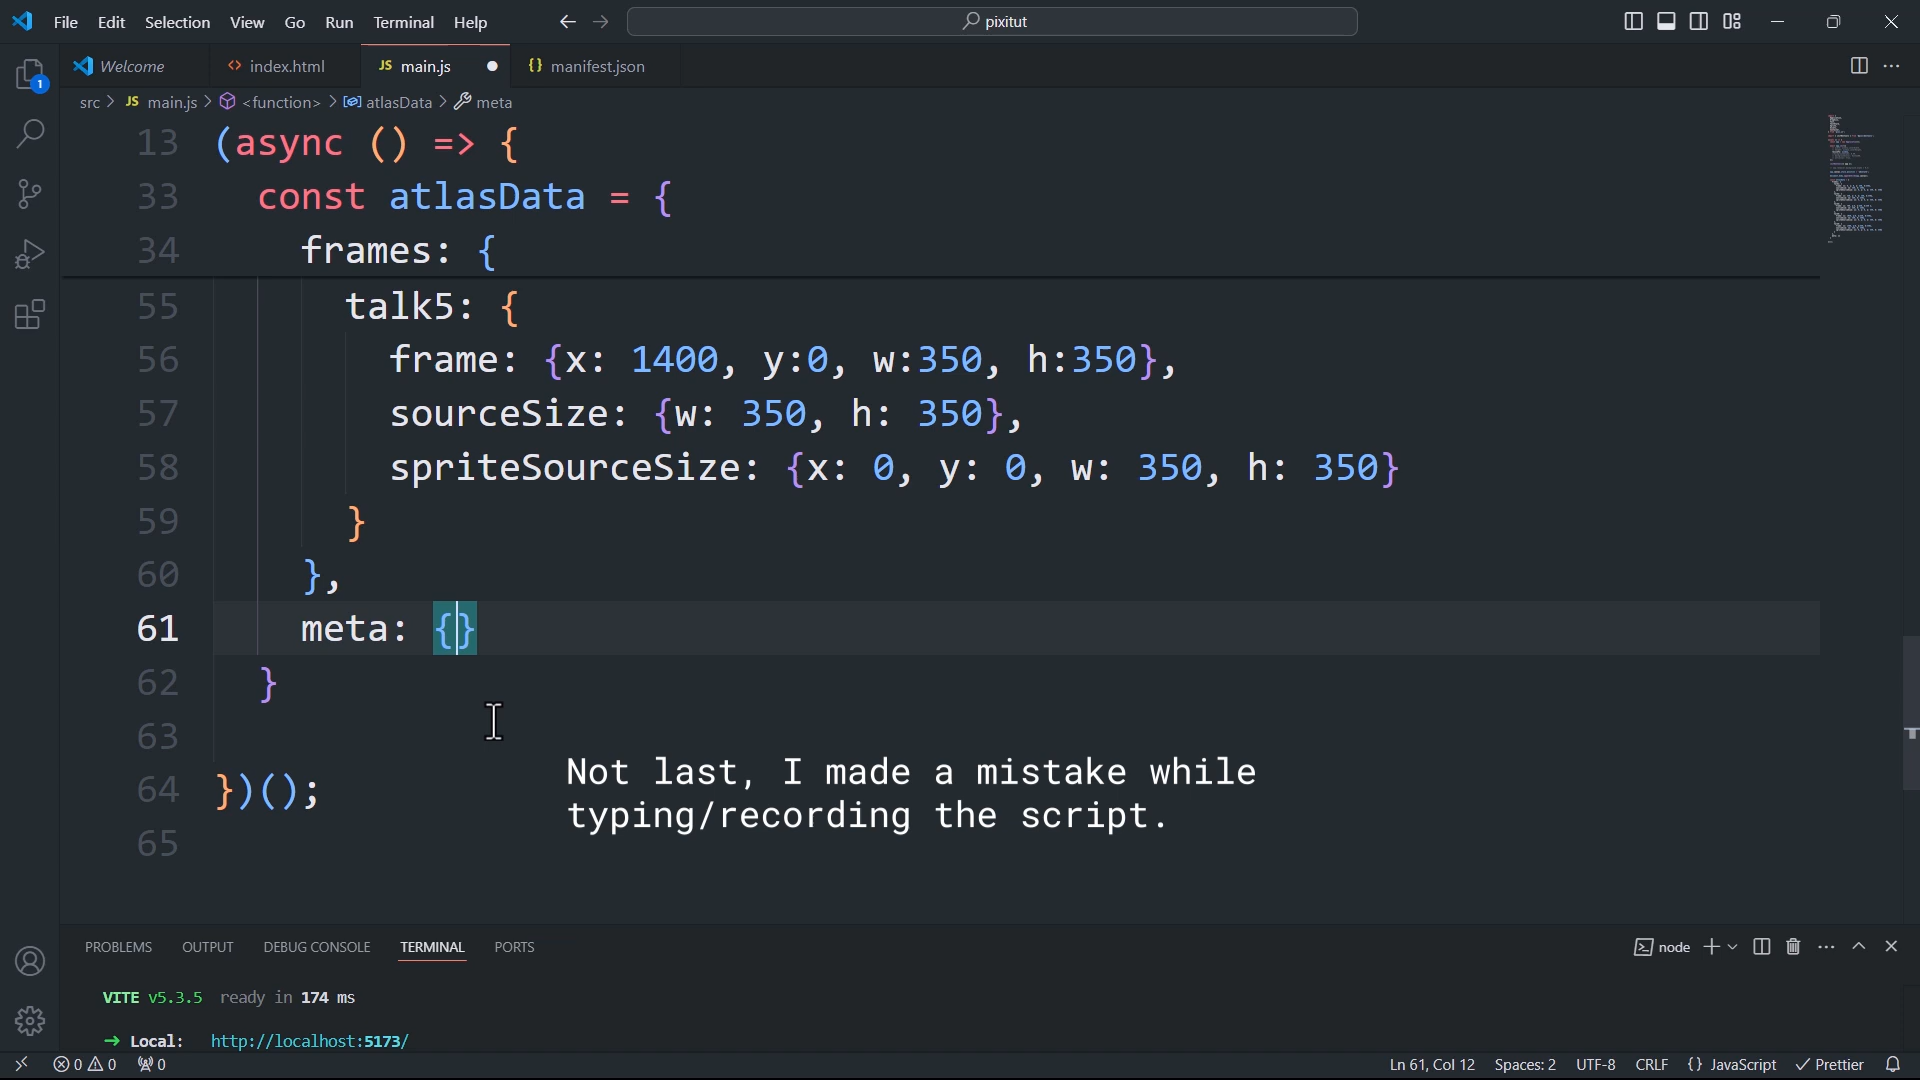 File Edit Selection View Go Run Terminal Help
pixitut
Welcome
index.html
JS main.js
{} manifest.json
src > JS main.js > <function> > atlasData > meta
13 (async () => {
33 const atlasData = {
34 frames: {
55 talk5: {
56 frame: {x: 1400, y:0, w:350, h:350},
57 sourceSize: {w: 350, h: 350},
58 spriteSourceSize: {x: 0, y: 0, w: 350, h: 350}
59 }
60 },
61 meta: {}
62 }
63
64 })();
65
Not last, I made a mistake while
typing/recording the script.
PROBLEMS OUTPUT DEBUG CONSOLE TERMINAL PORTS
node
VITE v5.3.5 ready in 174 ms
➜ Local: http://localhost:5173/
0 0 0
Ln 61, Col 12 Spaces: 2 UTF-8 CRLF {} JavaScript Prettier
1